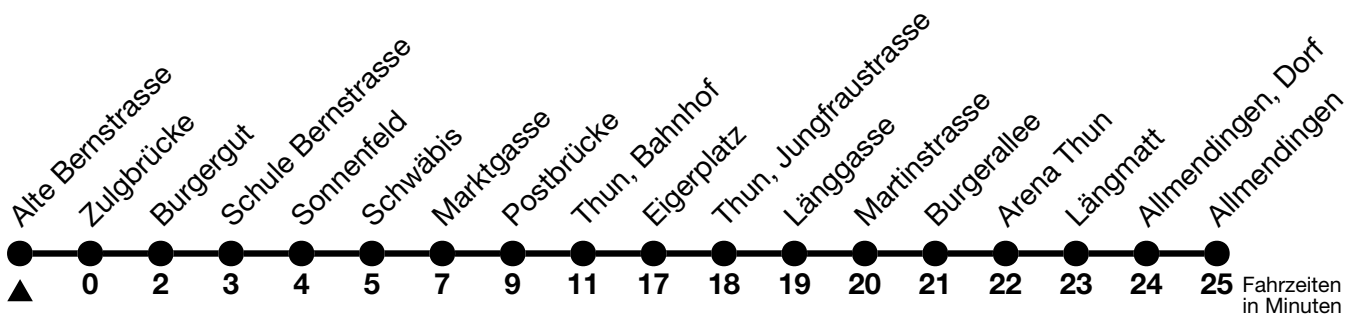 Alte Bernstrasse
Zulgbrücke
Burgergut
Schule Bernstrasse
Sonnenfeld
Schwäbis
Marktgasse
Postbrücke
Thun, Bahnhof
Eigerplatz
Thun, Jungfraustrasse
Länggasse
Martinstrasse
Burgerallee
Arena Thun
Längmatt
Allmendingen, Dorf
Allmendingen
0 2 3 4 5 7 9 11 17 18 19 20 21 22 23 24 25
Fahrzeiten
in Minuten